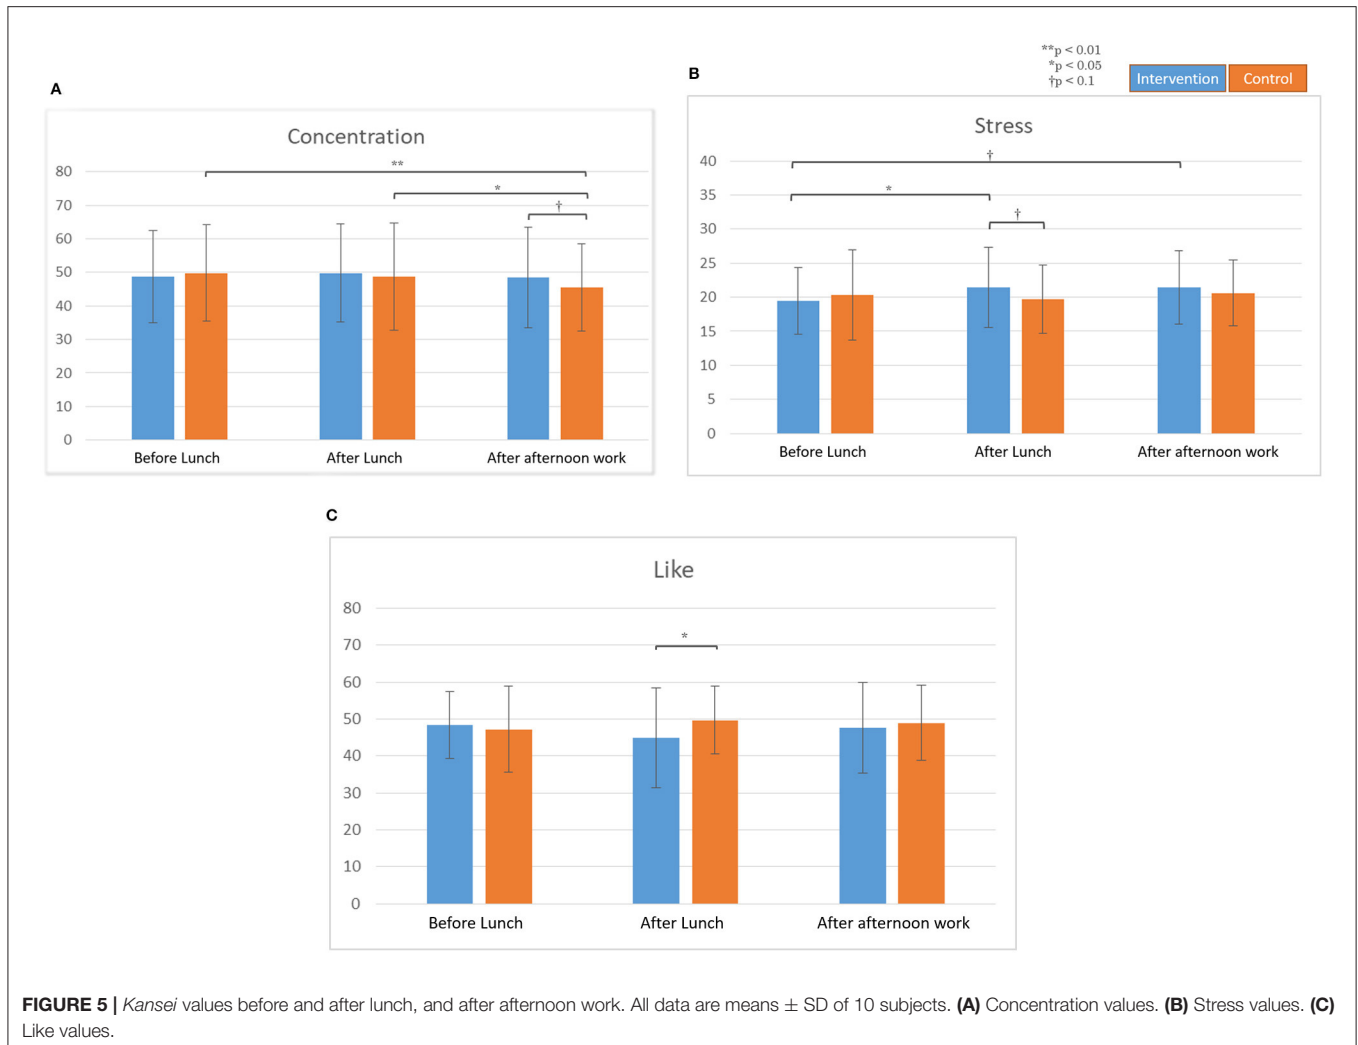 **p < 0.01
*p < 0.05
†p < 0.1
Intervention
Control
A
Concentration
80
70
60
50
40
30
20
10
0
**
*
†
Before Lunch
After Lunch
After afternoon work
B
Stress
40
35
30
25
20
15
10
5
0
†
*
†
Before Lunch
After Lunch
After afternoon work
C
Like
80
70
60
50
40
30
20
10
0
*
Before Lunch
After Lunch
After afternoon work
FIGURE 5 | Kansei values before and after lunch, and after afternoon work. All data are means ± SD of 10 subjects. (A) Concentration values. (B) Stress values. (C)
Like values.